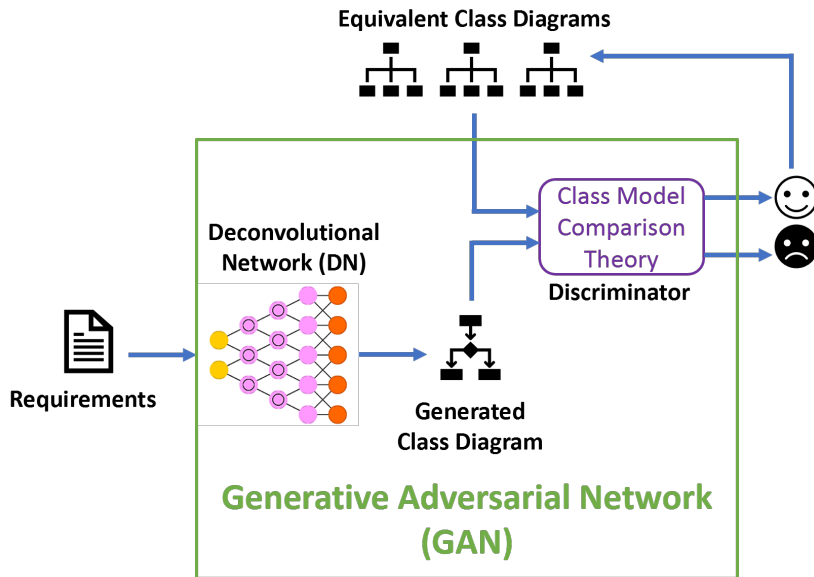 Equivalent Class Diagrams
Class Model
Comparison
Theory
Discriminator
Deconvolutional
Network (DN)
Requirements
Generated
Class Diagram
Generative Adversarial Network
(GAN)